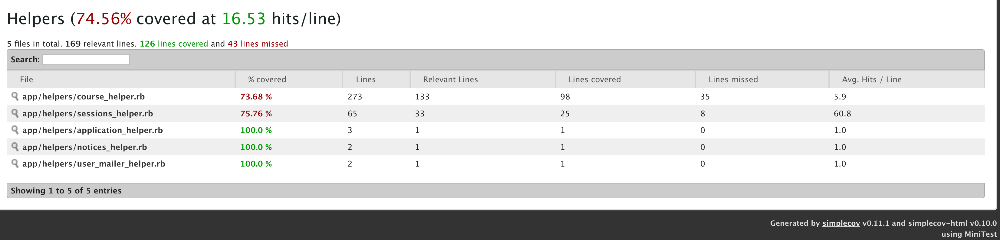 Helpers (74.56% covered at 16.53 hits/line)
5 files in total. 169 relevant lines. 126 lines covered and 43 lines missed
Search:
File % covered Lines Relevant Lines Lines covered Lines missed Avg. Hits / Line
app/helpers/course_helper.rb 73.68 % 273 133 98 35 5.9
app/helpers/sessions_helper.rb 75.76 % 65 33 25 8 60.8
app/helpers/application_helper.rb 100.0 % 3 1 1 0 1.0
app/helpers/notices_helper.rb 100.0 % 2 1 1 0 1.0
app/helpers/user_mailer_helper.rb 100.0 % 2 1 1 0 1.0
Showing 1 to 5 of 5 entries
Generated by simplecov v0.11.1 and simplecov-html v0.10.0
using MiniTest